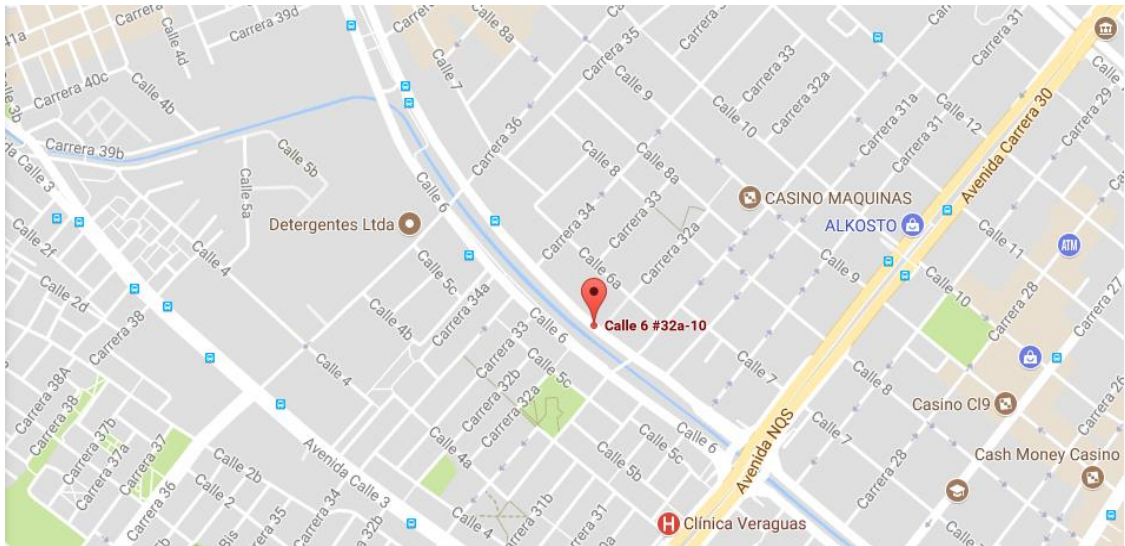 41a
Carrera 39d
Calle 4d
Carrera 40c
Calle 4b
Calle 3b
Carrera 39b
Calle 5b
Calle 5a
Calle 8a
Calle 7
Carrera 35
Calle 9
Carrera 33
Carrera 32a
Carrera 31
Carrera 31a
Calle 12
Calle 10
Carrera 36
Calle 8
Calle 8a
Carrera 31
Avenida Carrera 30
Carrera 29
Calle 6
Carrera 34
Carrera 33
Carrera 32a
Calle 6a
CASINO MAQUINAS
ALKOSTO
Calle 11
ATM
Detergentes Ltda
Calle 3
Calle 2f
Calle 4
Calle 2d
Carrera 38
Calle 5c
Carrera 34a
Calle 4b
Calle 6 #32a-10
Calle 9
Calle 10
Carrera 28
Carrera 27
Carrera 33
Calle 6
Calle 4
Carrera 32b
Carrera 32a
Calle 5c
Calle 7
Calle 8
Carrera 26
Carrera 38A
Carrera 38
Carrera 37b
Carrera 37a
Carrera 37
Carrera 36
Calle 2b
Calle 2
Bis
Carrera 35
Carrera 34
Avenida Calle 3
32b
Calle 4a
Calle 4
Carrera 31b
Carrera 31
Calle 5b
Calle 5c
Calle 6
Avenida NQS
Calle 7
Carrera 28
Casino Cl9
Cash Money Casino
H
Clínica Veraguas